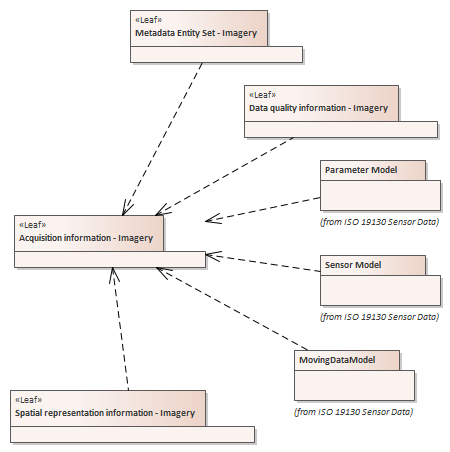 «Leaf»
Metadata Entity Set - Imagery
«Leaf»
Data quality information - Imagery
Parameter Model
(from ISO 19130 Sensor Data)
«Leaf»
Acquisition information - Imagery
Sensor Model
(from ISO 19130 Sensor Data)
MovingDataModel
(from ISO 19130 Sensor Data)
«Leaf»
Spatial representation information - Imagery